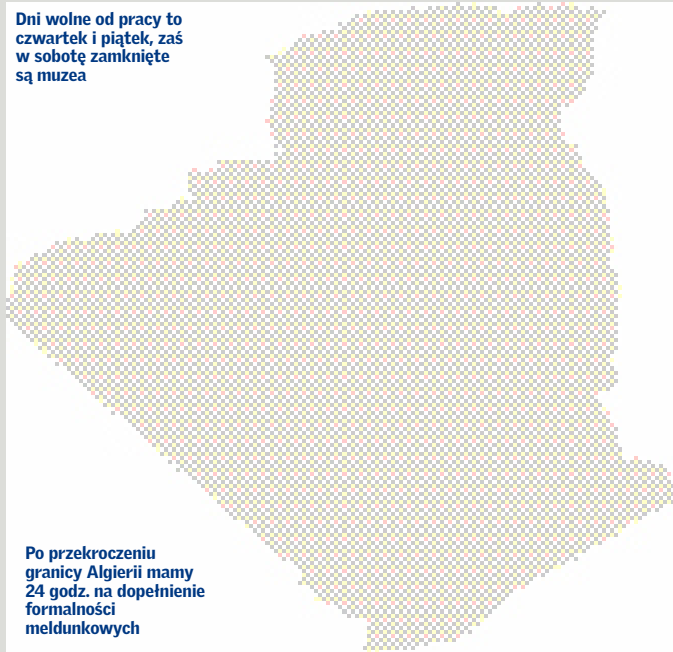 Dni wolne od pracy to
czwartek i piątek, zaś
w sobotę zamknięte
są muzea
Po przekroczeniu
granicy Algierii mamy
24 godz. na dopełnienie
formalności
meldunkowych